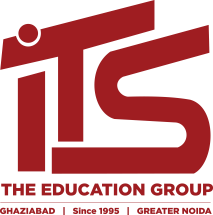 iTS
THE EDUCATION GROUP
GHAZIABAD | Since 1995 | GREATER NOIDA